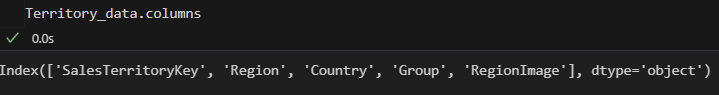 Territory_data.columns
0.0s
Index(['SalesTerritoryKey', 'Region', 'Country', 'Group', 'RegionImage'], dtype='object')